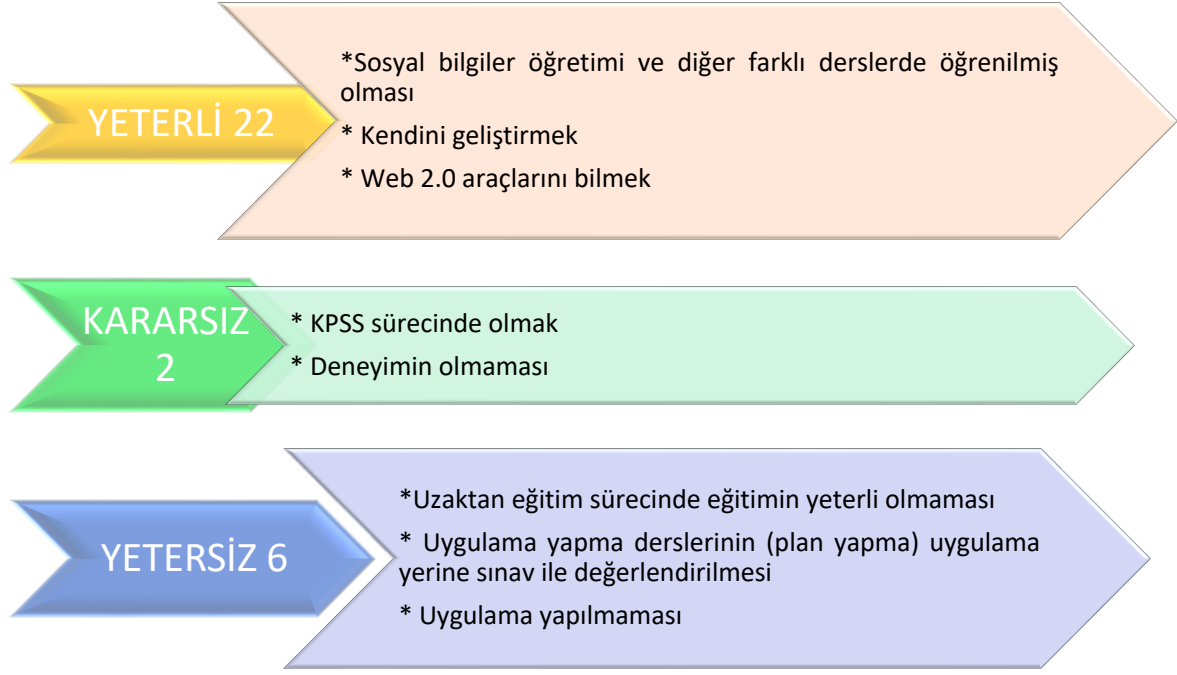 YETERLİ 22
*Sosyal bilgiler öğretimi ve diğer farklı derslerde öğrenilmiş
olması
* Kendini geliştirmek
* Web 2.0 araçlarını bilmek
KARARSIZ
2
* KPSS sürecinde olmak
* Deneyimin olmaması
YETERSİZ 6
*Uzaktan eğitim sürecinde eğitimin yeterli olmaması
* Uygulama yapma derslerinin (plan yapma) uygulama
yerine sınav ile değerlendirilmesi
* Uygulama yapılmaması